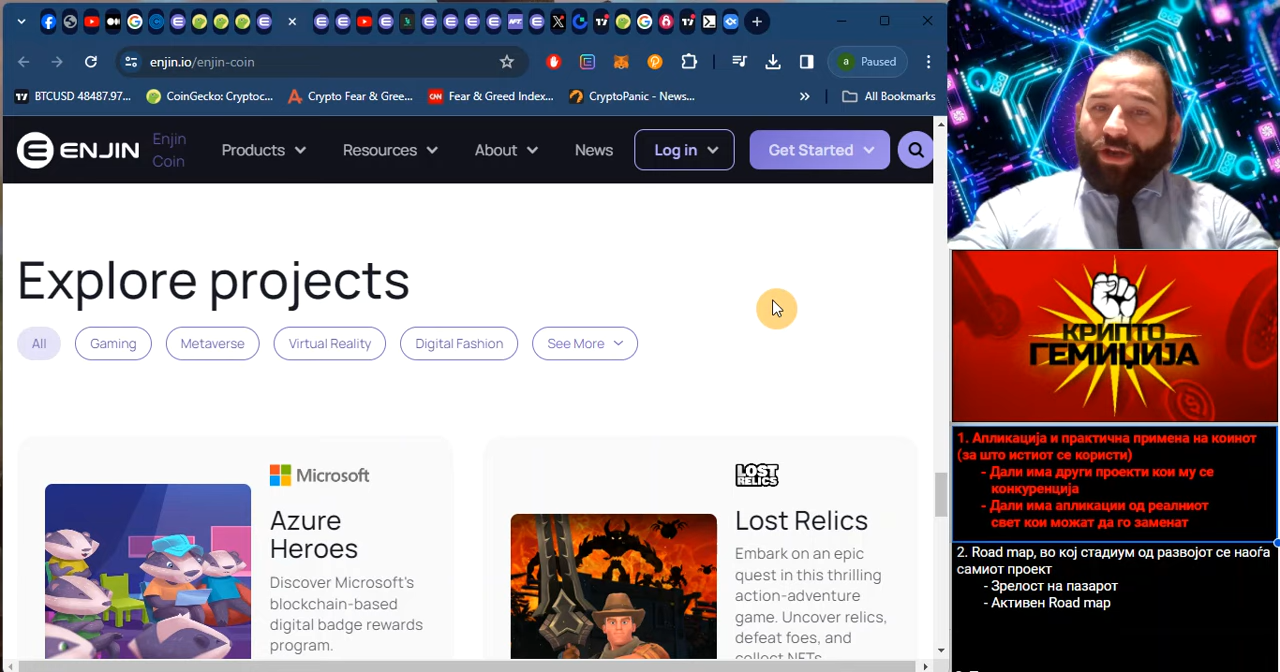 enjin.io/enjin-coin
a Paused
BTCUSD 48487.97...
CoinGecko: Cryptoc...
Crypto Fear & Gree...
Fear & Greed Index...
CryptoPanic - News...
»
All Bookmarks
ENJIN
Enjin
Coin
Products
Resources
About
News
Log in
Get Started
Explore projects
All
Gaming
Metaverse
Virtual Reality
Digital Fashion
See More
Microsoft
Azure
Heroes
Discover Microsoft's
blockchain-based
digital badge rewards
program.
LOST
RELICS
Lost Relics
Embark on an epic
quest in this thrilling
action-adventure
game. Uncover relics,
defeat foes, and
collect NFTs
КРИПТО
ГЕМИЏИЈА
1. Апликација и практична примена на коинот
(за што истиот се користи)
- Дали има други проекти кои му се
конкуренција
- Дали има апликации од реалниот
свет кои можат да го заменат
2. Road map, во кој стадиум од развојот се наоѓа
самиот проект
- Зрелост на пазарот
- Активен Road map